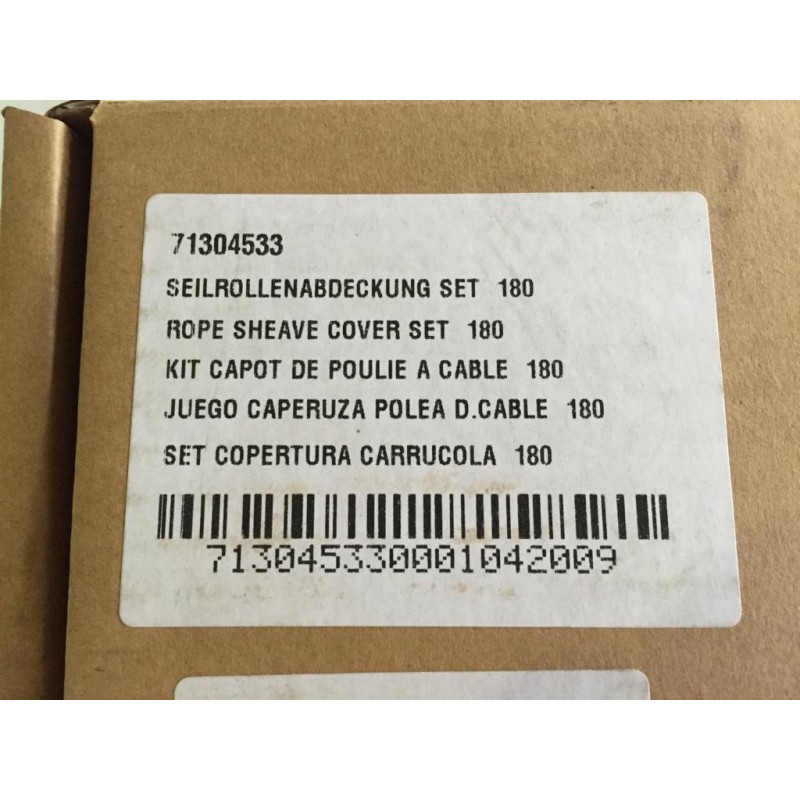 71304533
SEILROLLENABDECKUNG SET 180
ROPE SHEAVE COVER SET 180
KIT CAPOT DE POULIE A CABLE 180
JUEGO CAPERUZA POLEA D.CABLE 180
SET COPERTURA CARRUCOLA 180
713045330001042009